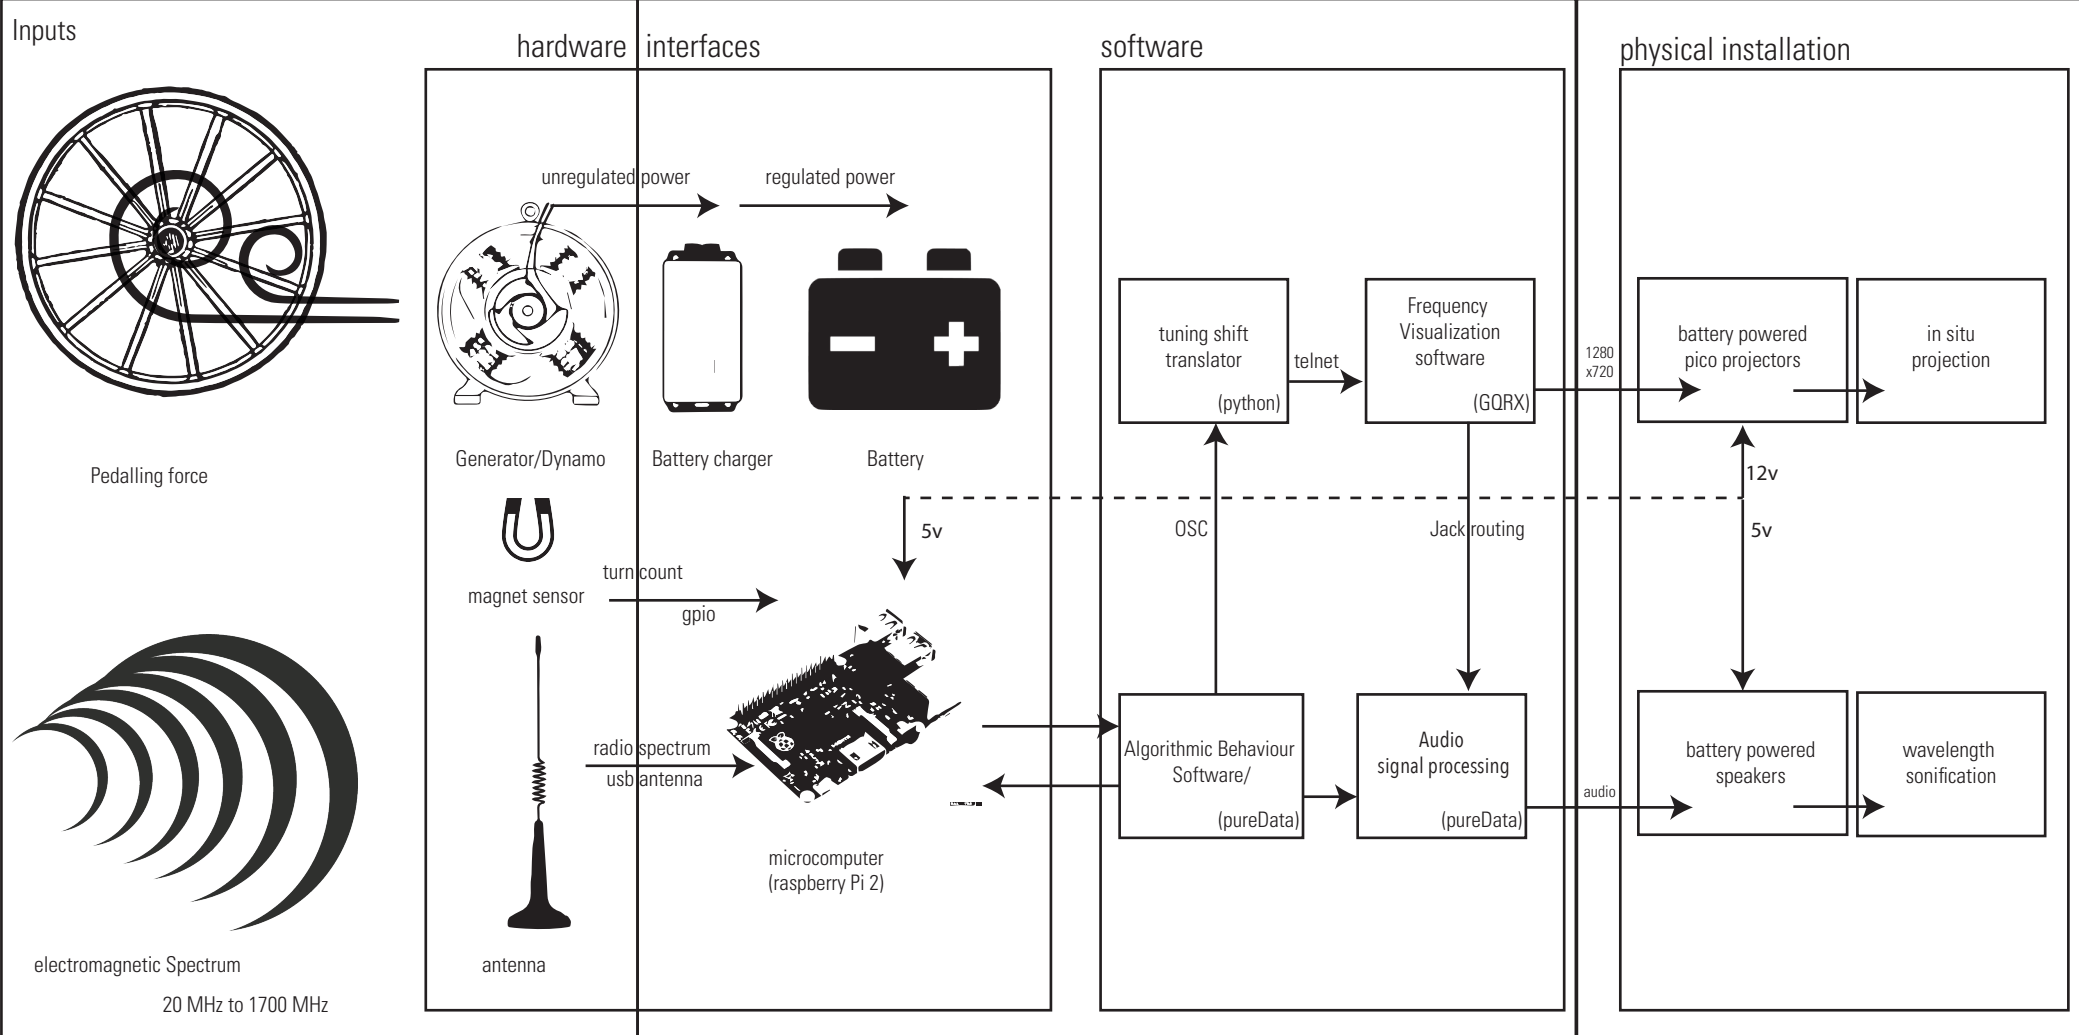 Inputs
hardware
interfaces
software
physical installation
unregulated power
regulated power
Generator/Dynamo
Battery charger
Battery
Pedalling force
magnet sensor
turn count
gpio
5v
radio spectrum
usb antenna
microcomputer
(raspberry Pi 2)
antenna
electromagnetic Spectrum
20 MHz to 1700 MHz
tuning shift
translator
(python)
telnet
Frequency
Visualization
software
(GQRX)
OSC
Jack routing
Algorithmic Behaviour
Software/
(pureData)
Audio
signal processing
(pureData)
1280
x720
battery powered
pico projectors
in situ
projection
12v
5v
audio
battery powered
speakers
wavelength
sonification